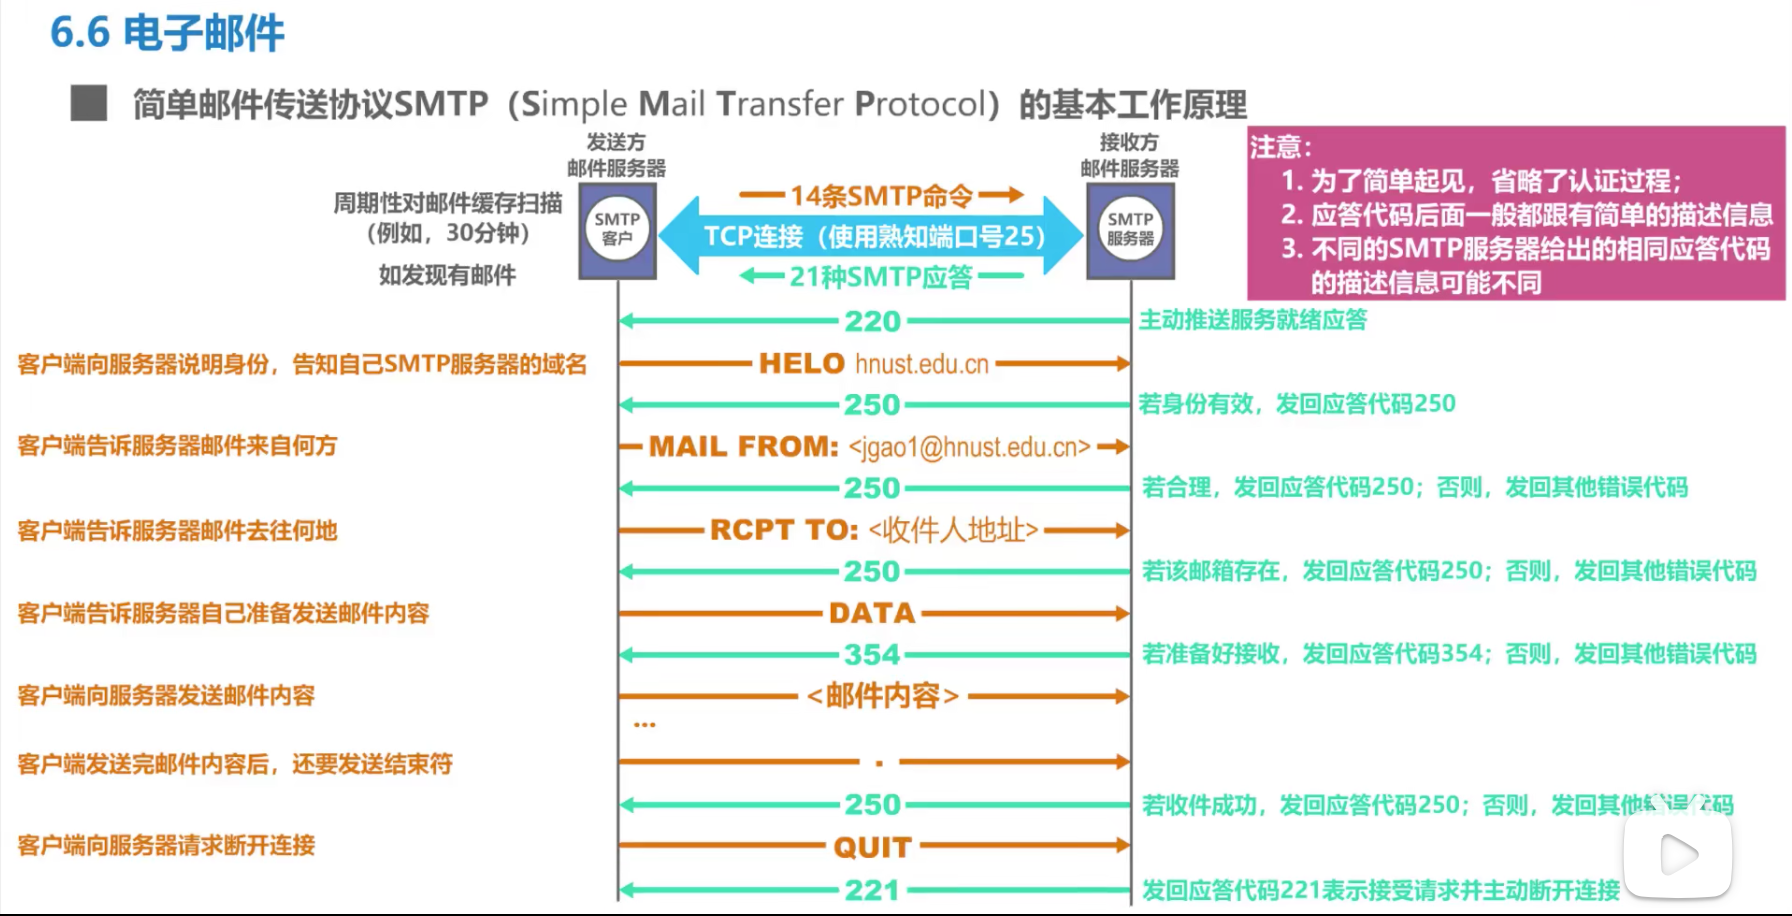 6.6 电子邮件
简单邮件传送协议SMTP（Simple Mail Transfer Protocol）的基本工作原理
发送方
邮件服务器
接收方
邮件服务器
注意：
1. 为了简单起见，省略了认证过程；
2. 应答代码后面一般都跟有简单的描述信息
3. 不同的SMTP服务器给出的相同应答代码
的描述信息可能不同
周期性对邮件缓存扫描
（例如，30分钟）
如发现有邮件
SMTP
客户
14条SMTP命令
TCP连接（使用熟知端口号25）
21种SMTP应答
SMTP
服务器
220
主动推送服务就绪应答
客户端向服务器说明身份，告知自己SMTP服务器的域名
HELO hnust.edu.cn
250
若身份有效，发回应答代码250
客户端告诉服务器邮件来自何方
MAIL FROM: <jgao1@hnust.edu.cn>
250
若合理，发回应答代码250；否则，发回其他错误代码
客户端告诉服务器邮件去往何地
RCPT TO: <收件人地址>
250
若该邮箱存在，发回应答代码250；否则，发回其他错误代码
客户端告诉服务器自己准备发送邮件内容
DATA
354
若准备好接收，发回应答代码354；否则，发回其他错误代码
客户端向服务器发送邮件内容
<邮件内容>
...
客户端发送完邮件内容后，还要发送结束符
.
250
若收件成功，发回应答代码250；否则，发回其他错误代码
客户端向服务器请求断开连接
QUIT
221
发回应答代码221表示接受请求并主动断开连接